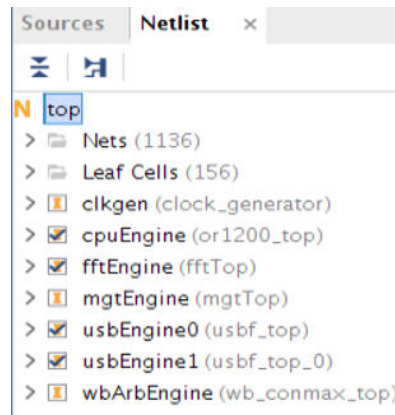 Sources Netlist ×
N top
> Nets (1136)
> Leaf Cells (156)
> clkgen (clock_generator)
> cpuEngine (or1200_top)
> fftEngine (fftTop)
> mgtEngine (mgtTop)
> usbEngine0 (usbf_top)
> usbEngine1 (usbf_top_0)
> wbArbEngine (wb_conmax_top)